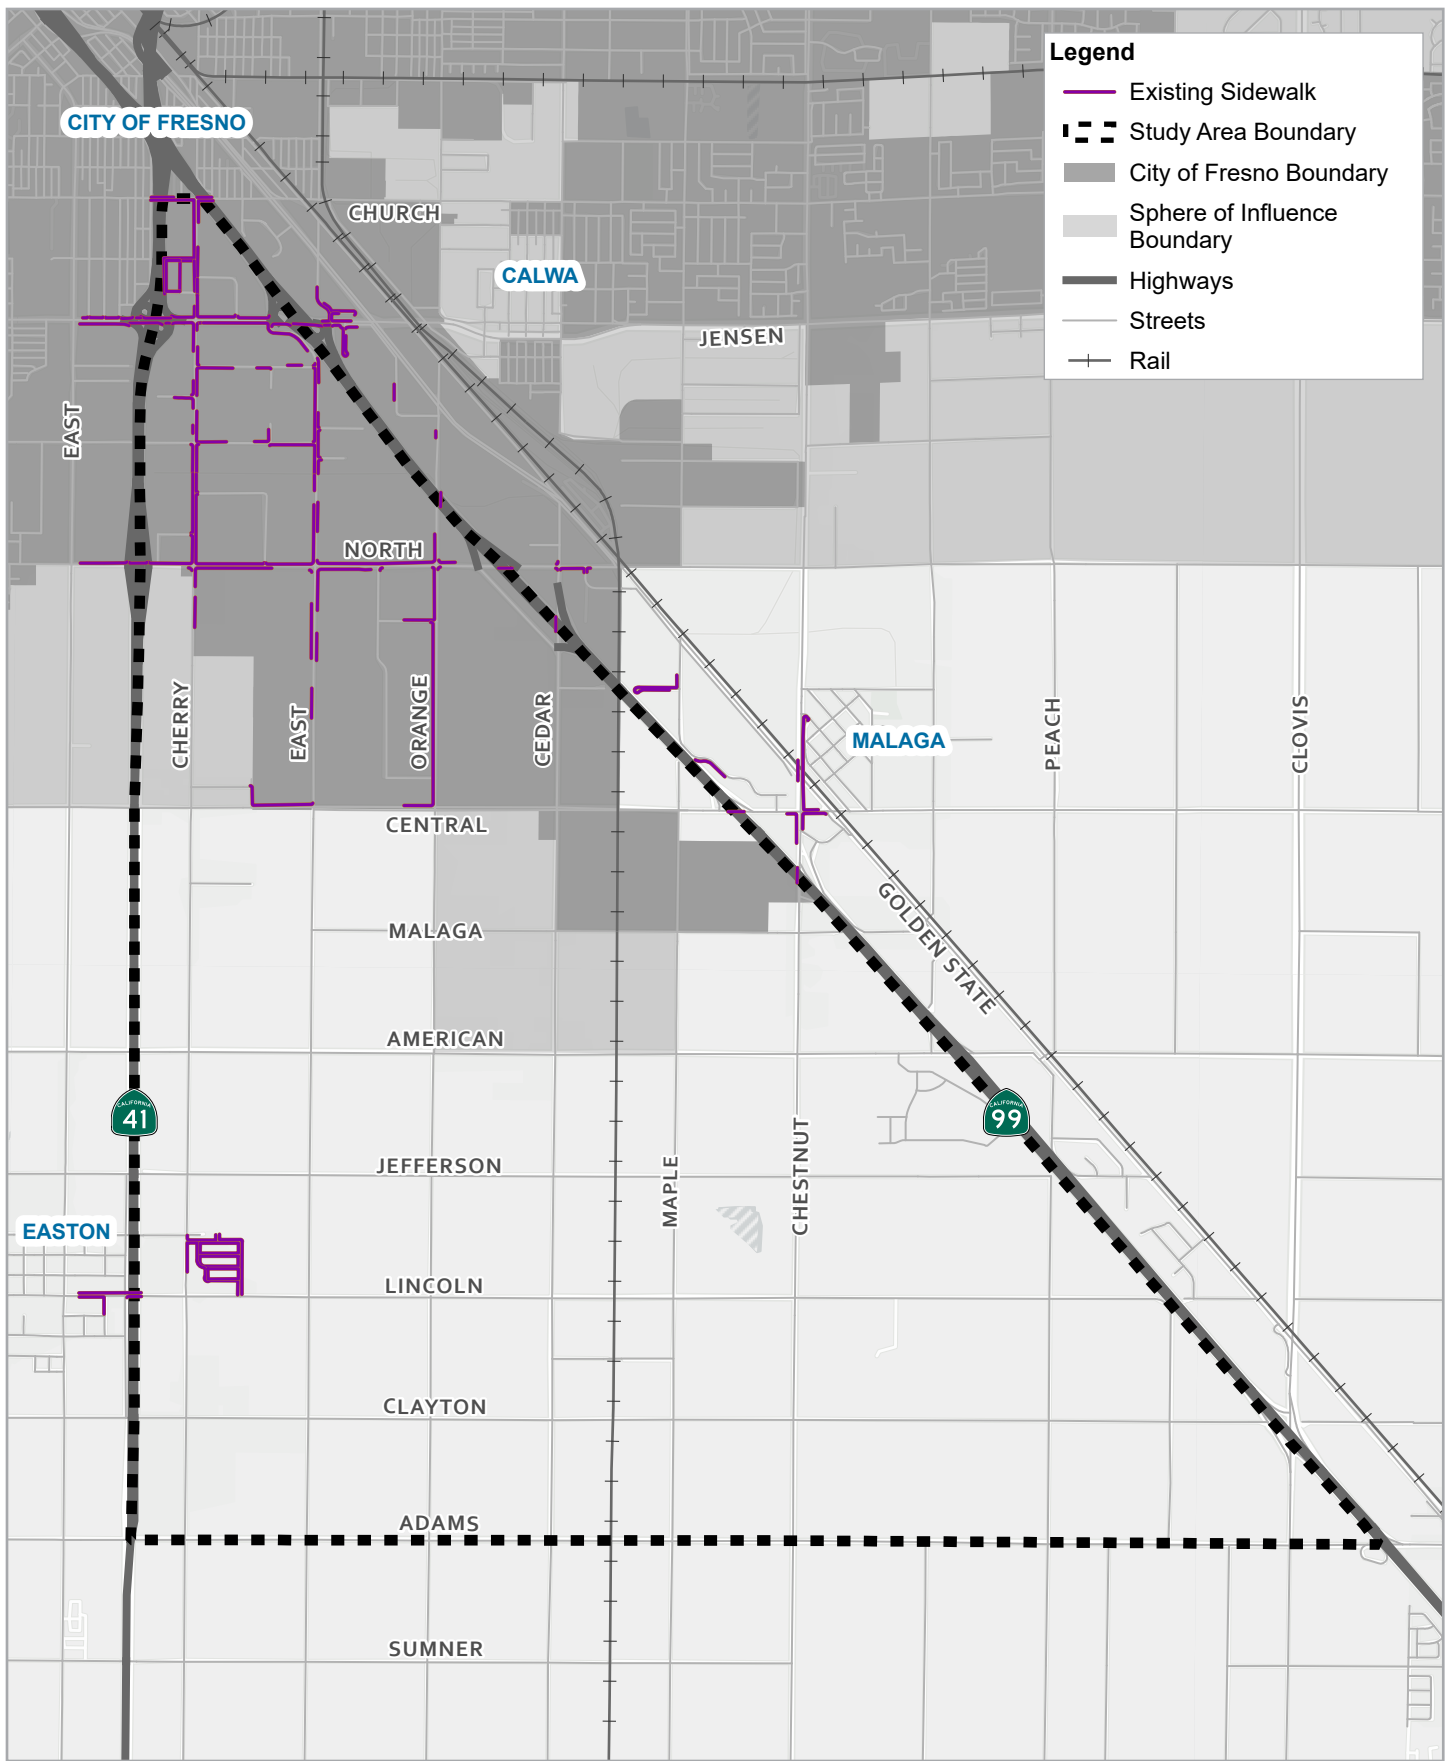 Legend
Existing Sidewalk
Study Area Boundary
City of Fresno Boundary
Sphere of Influence
Boundary
Highways
Streets
Rail
CITY OF FRESNO
CHURCH
CALWA
JENSEN
EAST
NORTH
CHERRY
EAST
ORANGE
CEDAR
MALAGA
PEACH
CLOVIS
CENTRAL
GOLDEN STATE
MALAGA
AMERICAN
CALIFORNIA
41
CALIFORNIA
99
JEFFERSON
MAPLE
CHESTNUT
EASTON
LINCOLN
CLAYTON
ADAMS
SUMNER